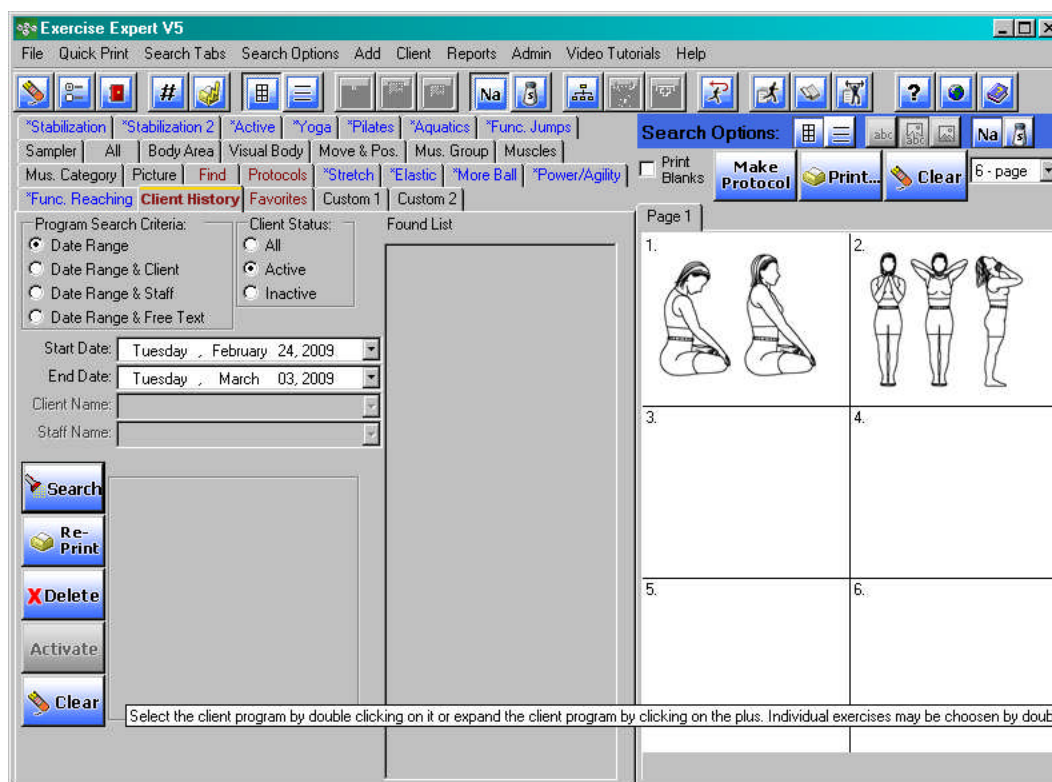 Exercise Expert V5
File Quick Print Search Tabs Search Options Add Client Reports Admin Video Tutorials Help
# Na s ?
*Stabilization *Stabilization 2 *Active *Yoga *Pilates *Aquatics *Func. Jumps
Sampler All Body Area Visual Body Move & Pos. Mus. Group Muscles
Mus. Category Picture Find Protocols *Stretch *Elastic *More Ball *Power/Agility
*Func. Reaching Client History Favorites Custom 1 Custom 2
Search Options: abc abc Na s
Print Blanks Make Protocol Print... Clear 6 - page
Program Search Criteria:
Date Range
Date Range & Client
Date Range & Staff
Date Range & Free Text
Client Status:
All
Active
Inactive
Found List
Start Date: Tuesday , February 24, 2009
End Date: Tuesday , March 03, 2009
Client Name:
Staff Name:
Search
Re-
Print
Delete
Activate
Clear
Select the client program by double clicking on it or expand the client program by clicking on the plus. Individual exercises may be choosen by doub
Page 1
1. 2.
3. 4.
5. 6.